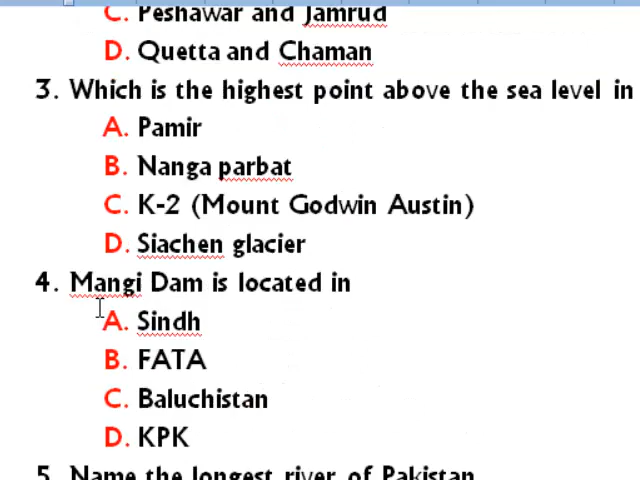 C. Peshawar and Jamrud
D. Quetta and Chaman
3. Which is the highest point above the sea level in
A. Pamir
B. Nanga parbat
C. K-2 (Mount Godwin Austin)
D. Siachen glacier
4. Mangi Dam is located in
A. Sindh
B. FATA
C. Baluchistan
D. KPK
5. Name the longest river of Pakistan